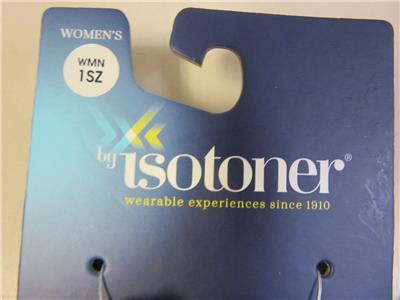 WOMEN'S
WMN
1SZ
by isotoner®
wearable experiences since 1910